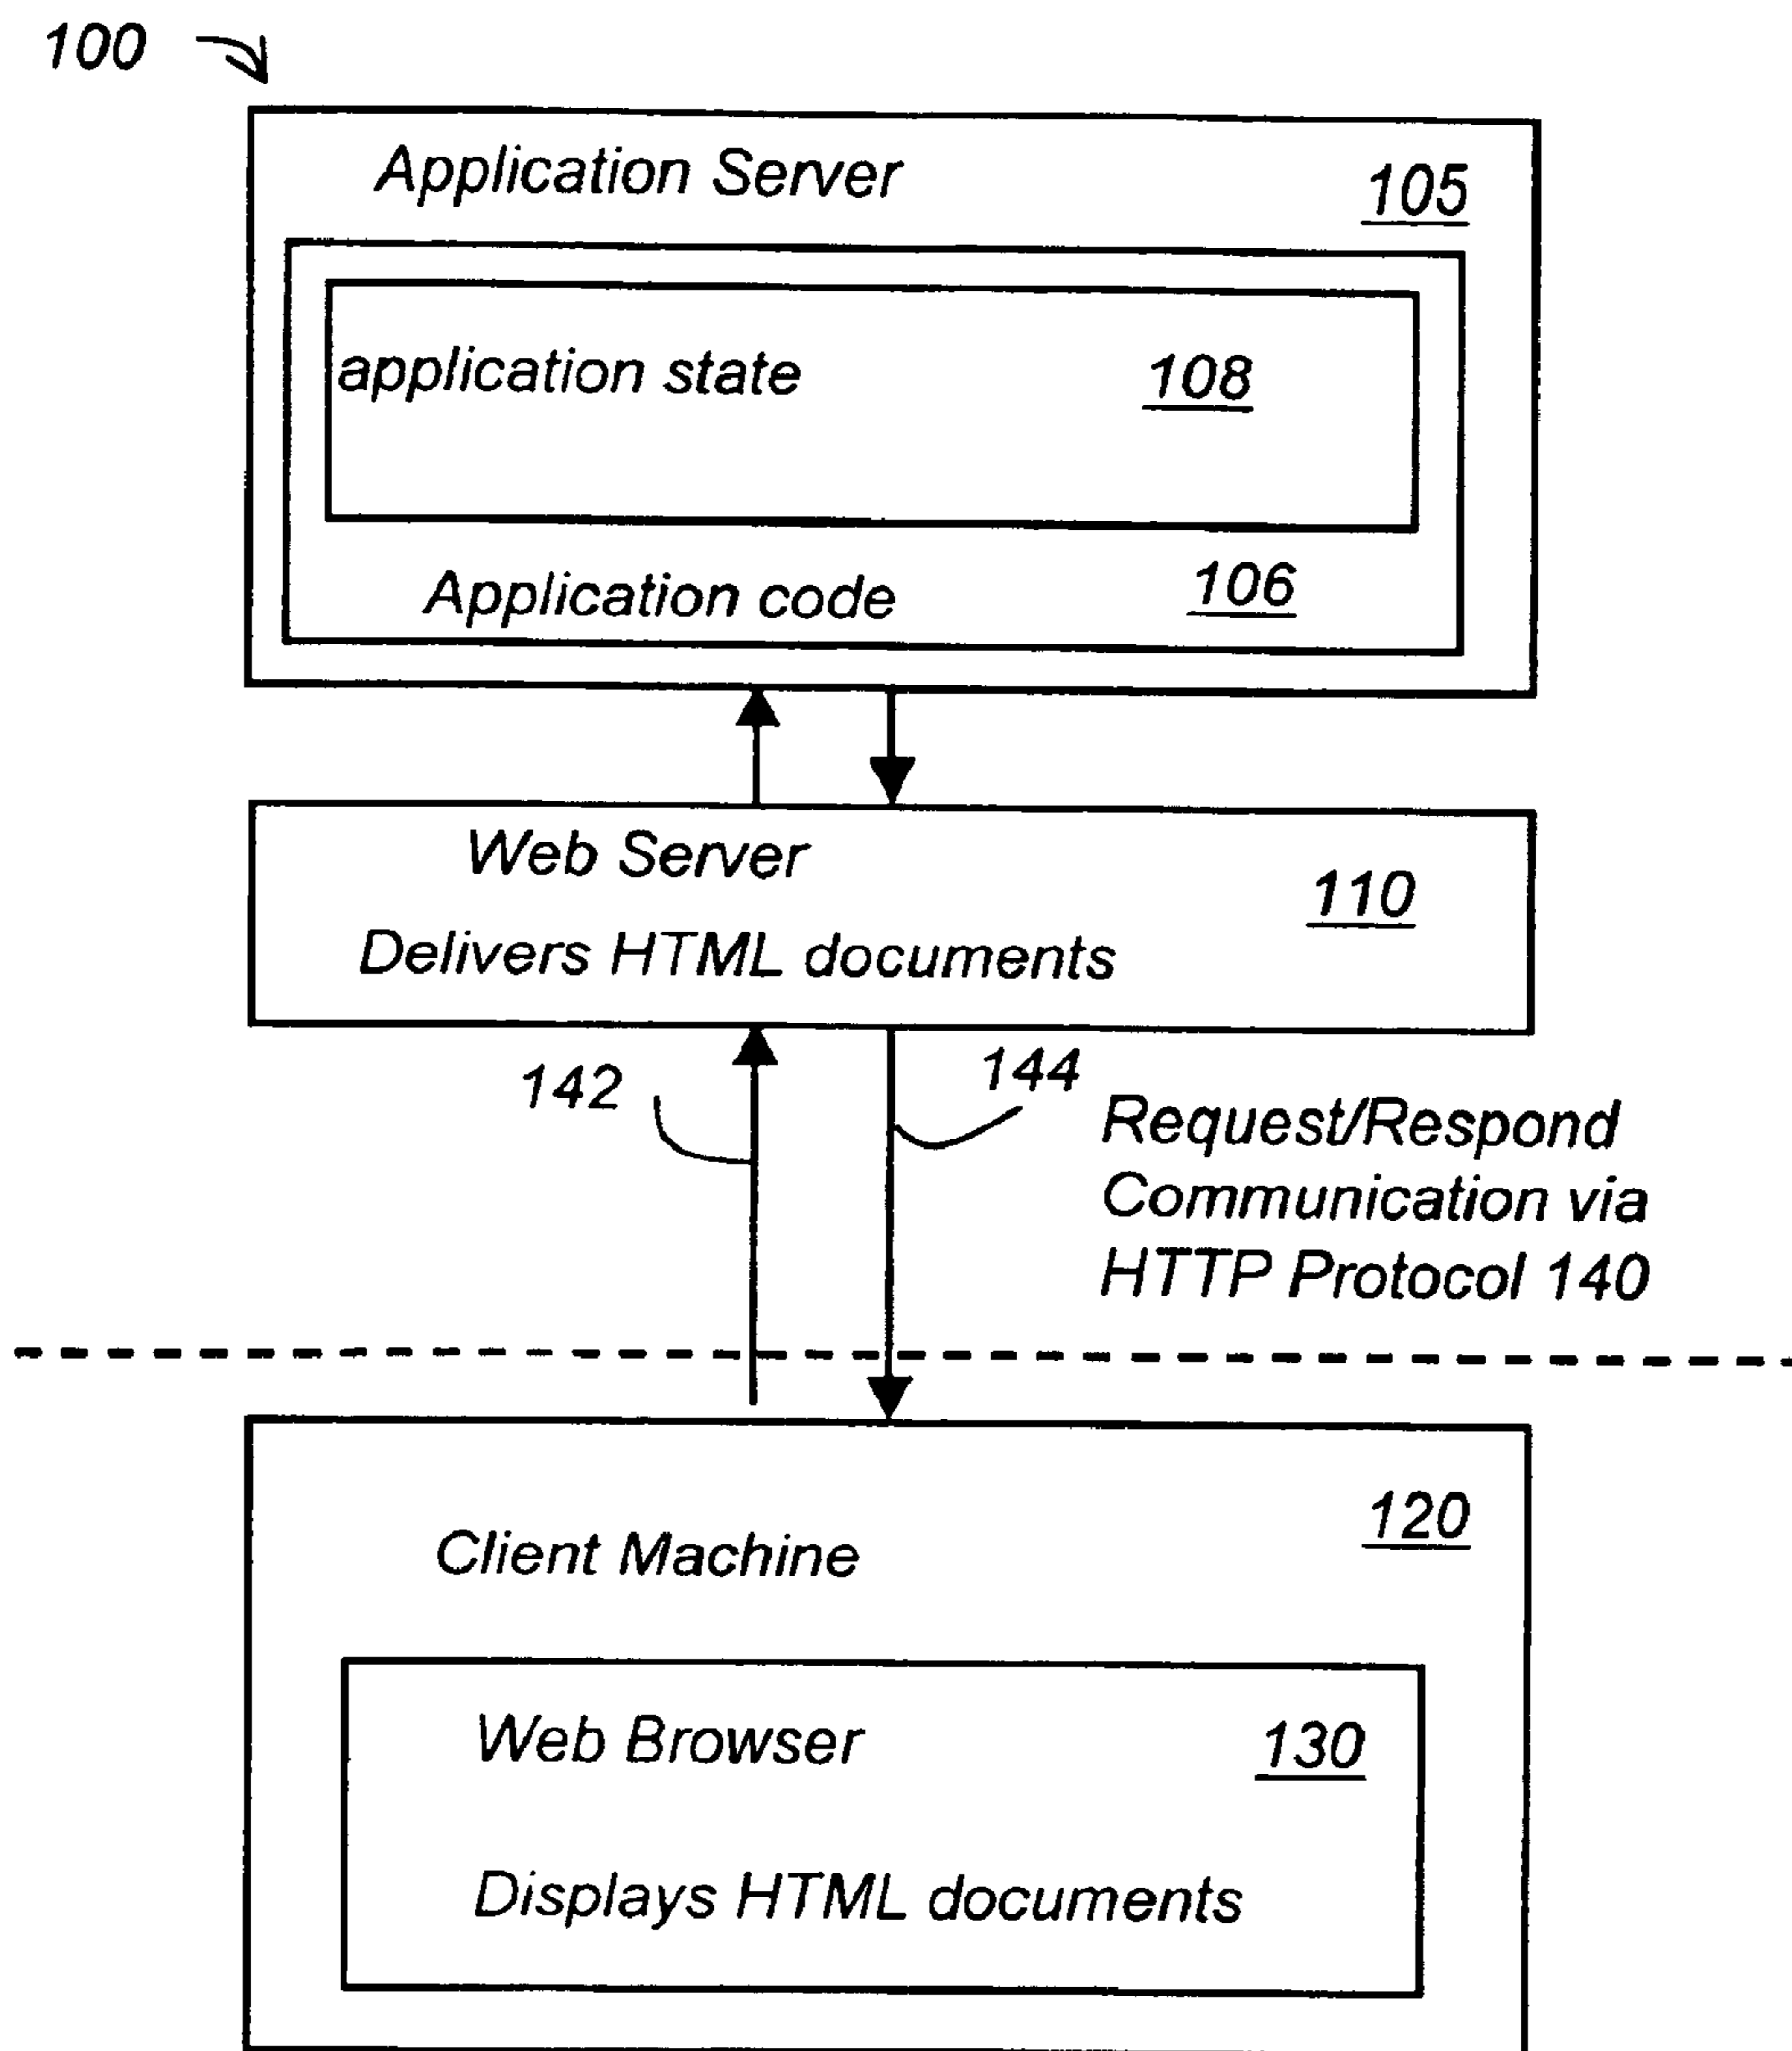 100
Application Server
105
application state
108
Application code
106
Web Server
110
Delivers HTML documents
142
144
Request/Respond
Communication via
HTTP Protocol 140
Client Machine
120
Web Browser
130
Displays HTML documents